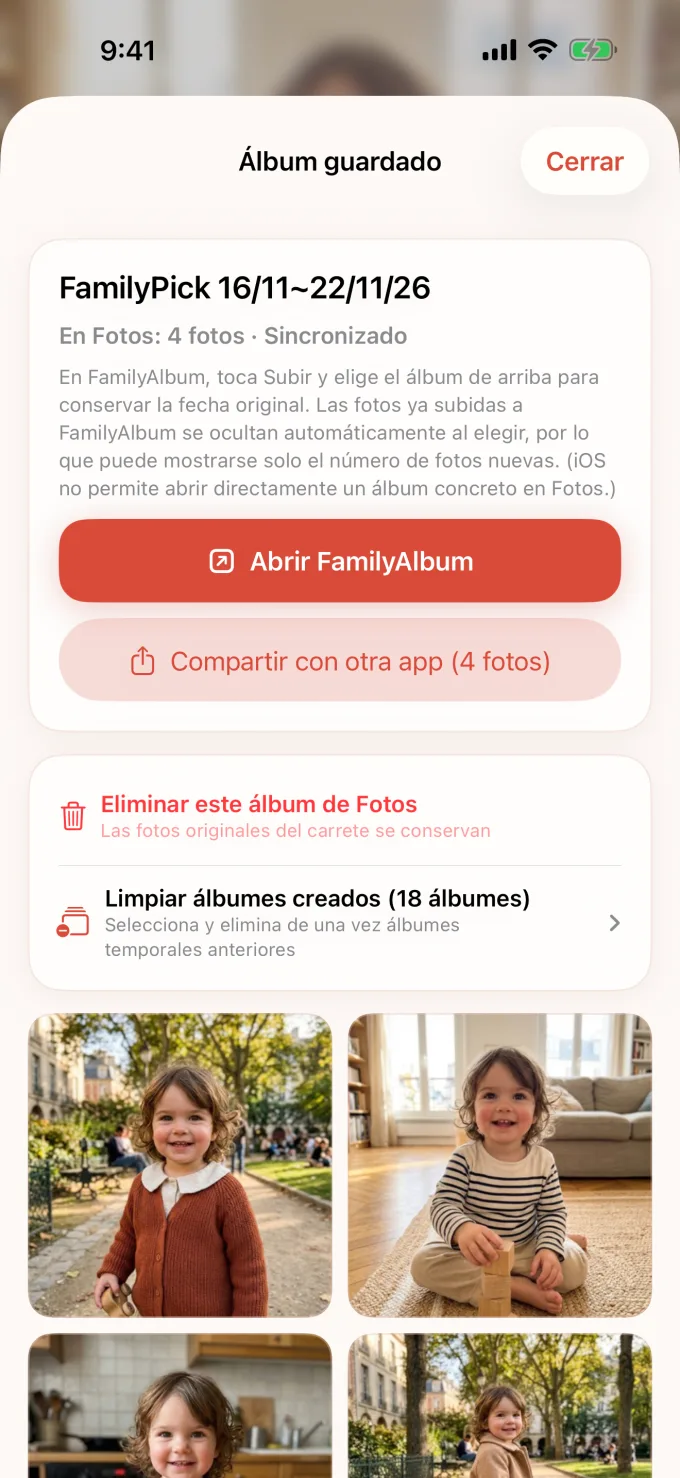 9:41
Álbum guardado
Cerrar
FamilyPick 16/11~22/11/26
En Fotos: 4 fotos · Sincronizado
En FamilyAlbum, toca Subir y elige el álbum de arriba para
conservar la fecha original. Las fotos ya subidas a
FamilyAlbum se ocultan automáticamente al elegir, por lo
que puede mostrarse solo el número de fotos nuevas. (iOS
no permite abrir directamente un álbum concreto en Fotos.)
Abrir FamilyAlbum
Compartir con otra app (4 fotos)
Eliminar este álbum de Fotos
Las fotos originales del carrete se conservan
Limpiar álbumes creados (18 álbumes)
Selecciona y elimina de una vez álbumes
temporales anteriores